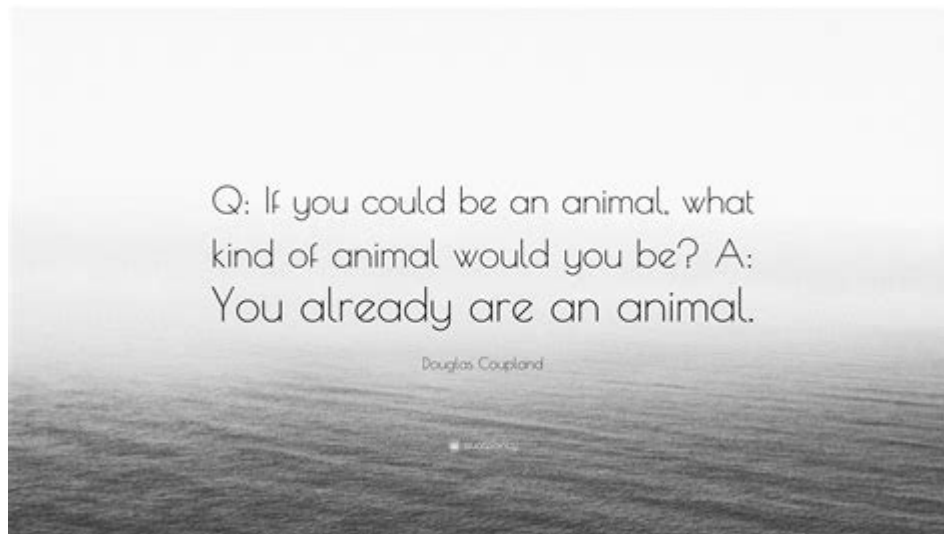 Q: If you could be an animal, what
kind of animal would you be? A:
You already are an animal.
Douglas Coupland
quotefancy